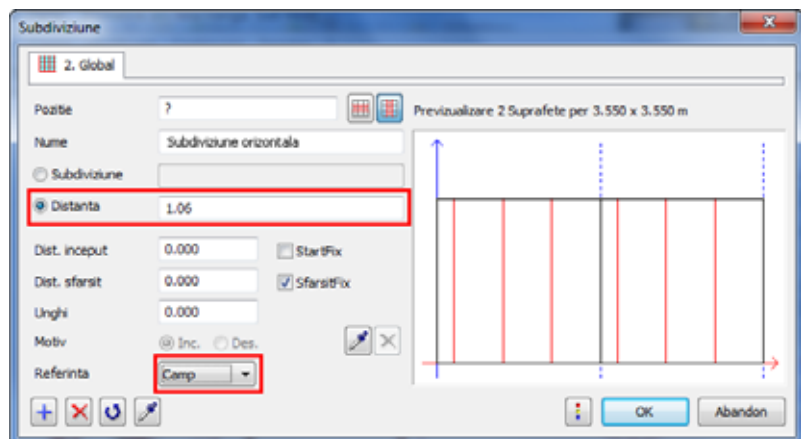 Subdiviziune
2. Global
Pozitie ?
Previzualizare 2 Suprafete per 3.550 x 3.550 m
Nume Subdiviziune orizontala
Subdiviziune
Distanta 1.06
Dist. inceput 0.000 StartFix
Dist. sfarsit 0.000 SfarsitFix
Unghi 0.000
Motiv Inc. Des.
Referinta Camp
OK Abandon